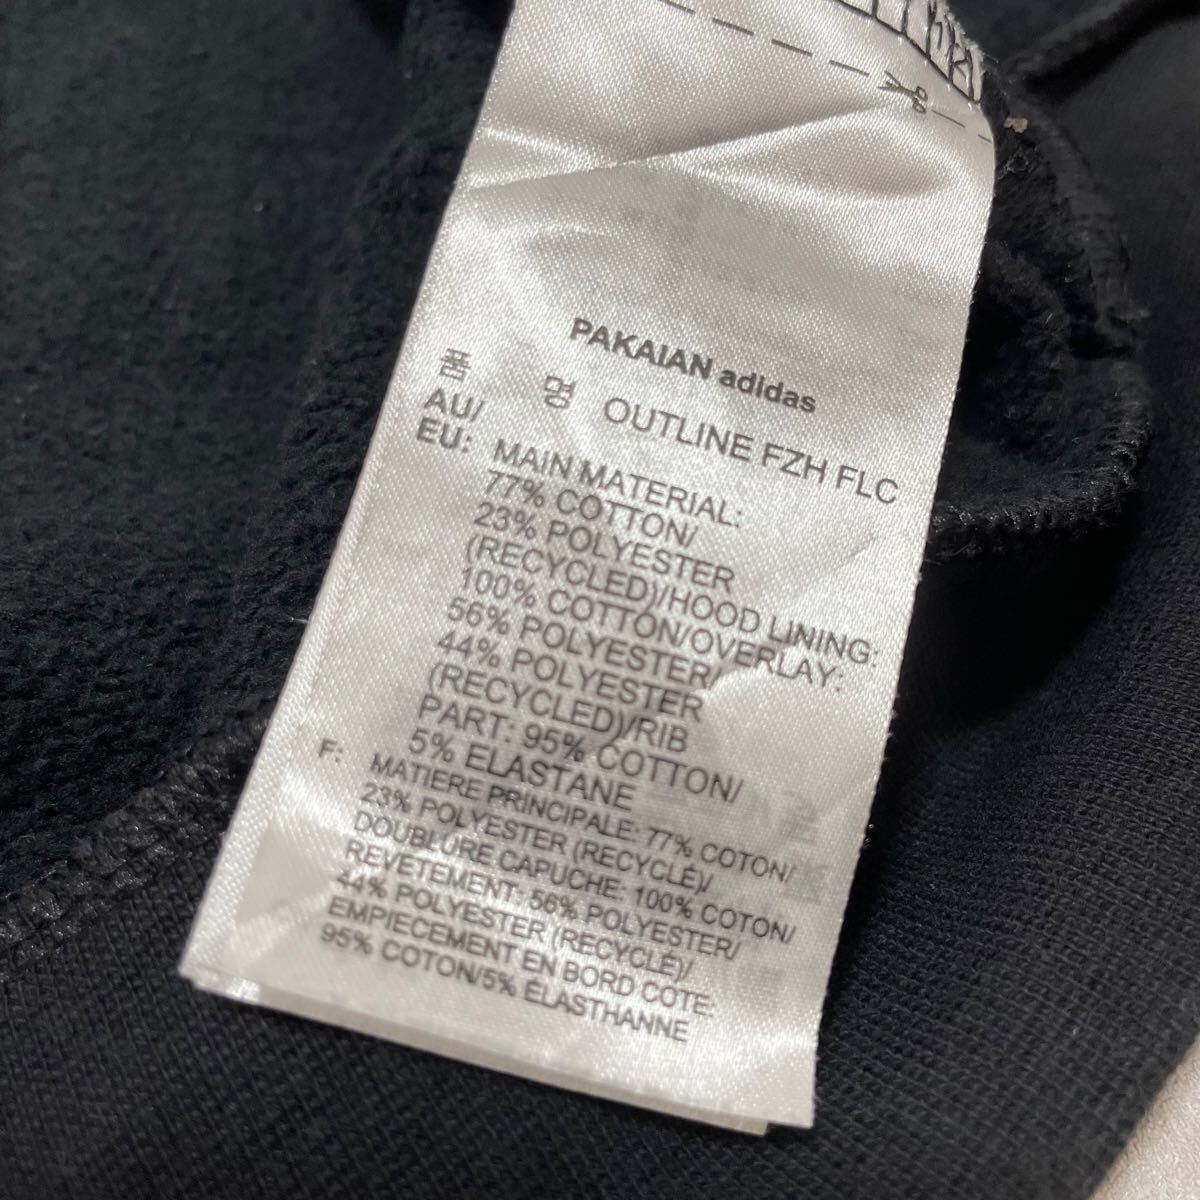 PAKAIAN adidas
품 명 OUTLINE FZH FLC
AU/
EU: MAIN MATERIAL:
77% COTTON/
23% POLYESTER
(RECYCLED)/HOOD LINING:
100% COTTON/OVERLAY:
56% POLYESTER/
44% POLYESTER
(RECYCLED)/RIB
PART: 95% COTTON/
5% ELASTANE
F: MATIERE PRINCIPALE: 77% COTON/
23% POLYESTER (RECYCLÉ)/
DOUBLURE CAPUCHE: 100% COTON/
REVETEMENT: 56% POLYESTER/
44% POLYESTER (RECYCLÉ)/
EMPIECEMENT EN BORD COTE:
95% COTON/5% ÉLASTHANNE